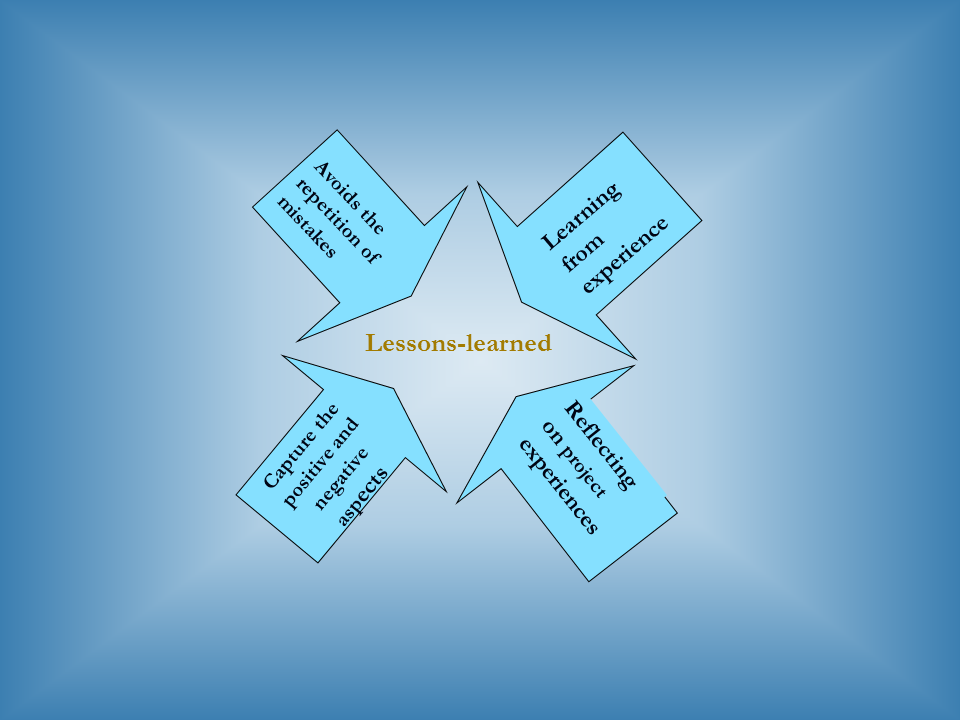 Avoids the
repetition of
mistakes
Learning
from
experience
Lessons-learned
Capture the
positive and
negative
aspects
Reflecting
on project
experiences